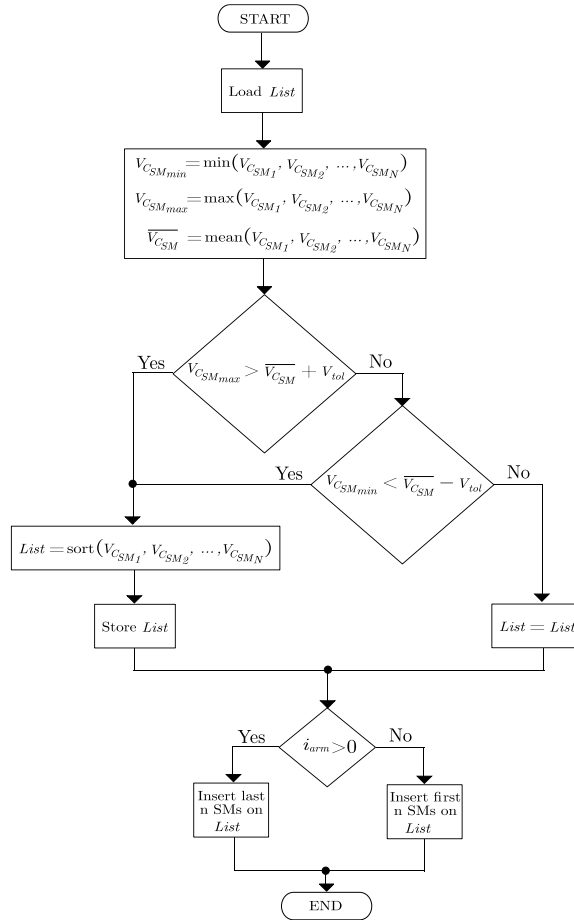 START
Load List
V_{C_{SM_{min}}}=min(V_{C_{SM_1}}, V_{C_{SM_2}}, ...,V_{C_{SM_N}})
V_{C_{SM_{max}}}=max(V_{C_{SM_1}}, V_{C_{SM_2}}, ...,V_{C_{SM_N}})
\overline{V_{C_{SM}}} =mean(V_{C_{SM_1}}, V_{C_{SM_2}}, ...,V_{C_{SM_N}})
V_{C_{SM_{max}}} > \overline{V_{C_{SM}}} + V_{tol}
Yes
No
V_{C_{SM_{min}}} < \overline{V_{C_{SM}}} − V_{tol}
Yes
No
List=sort(V_{C_{SM_1}}, V_{C_{SM_2}}, ...,V_{C_{SM_N}})
Store List
List = List
i_{arm}>0
Yes
No
Insert last
n SMs on
List
Insert first
n SMs on
List
END